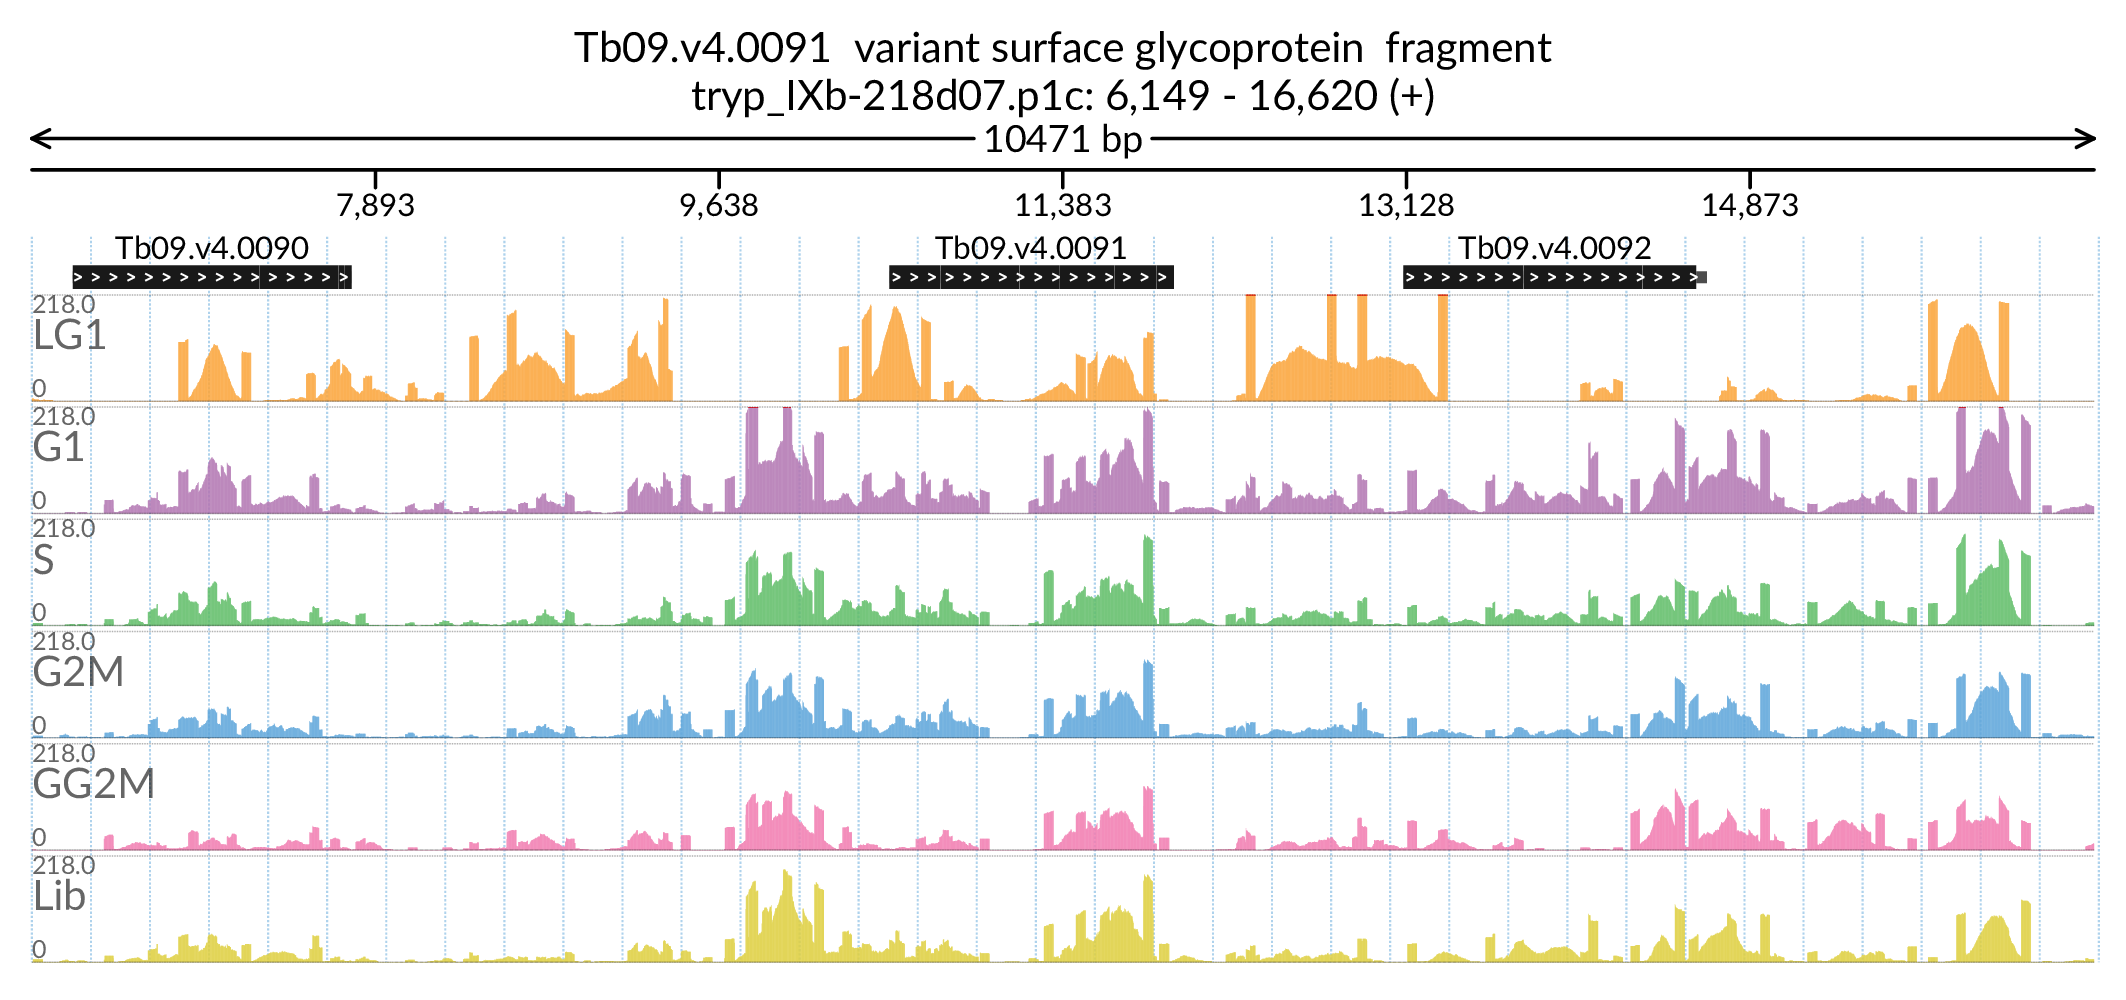 Tb09.v4.0091  variant surface glycoprotein  fragment
tryp_IXb-218d07.p1c: 6,149 - 16,620 (+)
10471 bp
7,893 9,638 11,383 13,128 14,873
Tb09.v4.0090 Tb09.v4.0091 Tb09.v4.0092
218.0
LG1
0
218.0
G1
0
218.0
S
0
218.0
G2M
0
218.0
GG2M
0
218.0
Lib
0